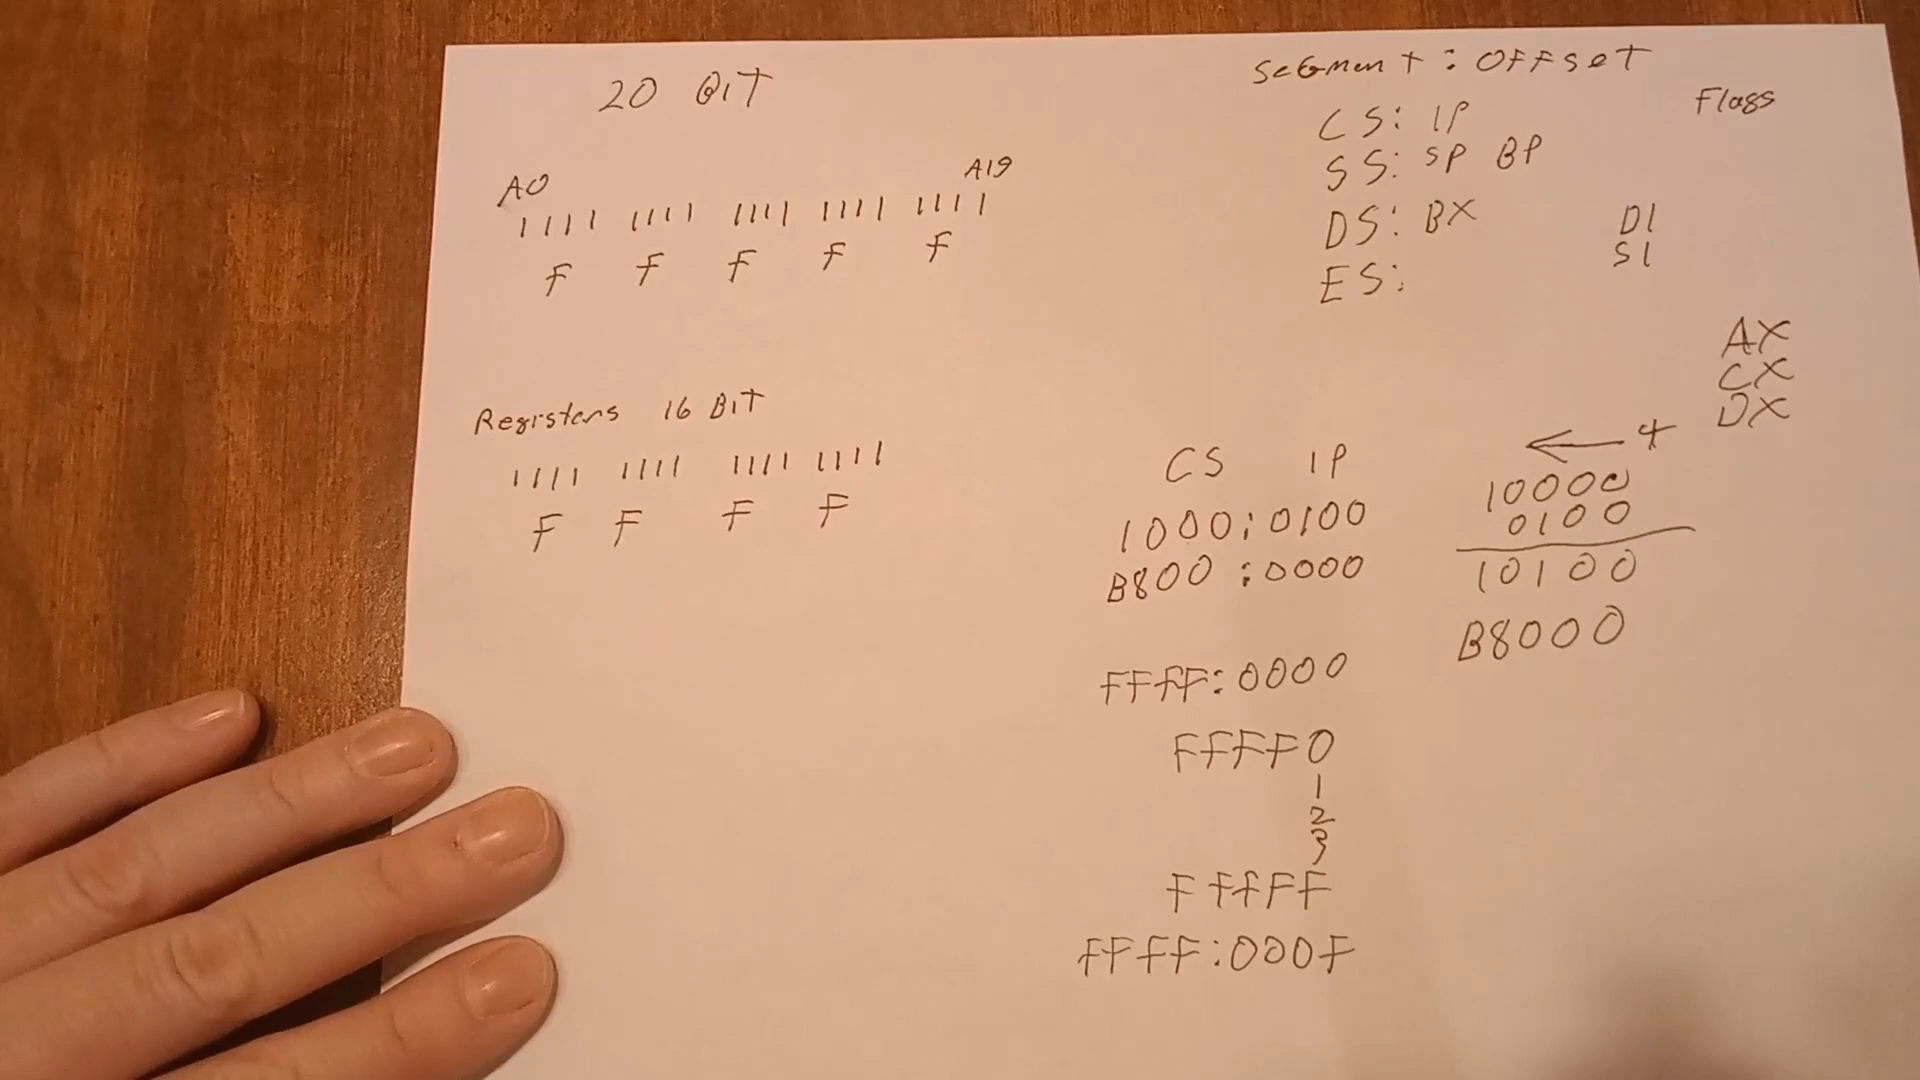 20 BIT
A0 A19
1111 1111 1111 1111 1111
F F F F F
Registers 16 BIT
1111 1111 1111 1111
F F F F
Segment : OFFset
Flags
CS: IP
SS: SP BP
DS: BX
ES:
DI
SI
AX
CX
DX
CS IP
1000:0100
B800:0000
← 4
10000
0100
10100
B8000
FFFF:0000
FFFF0
1
2
3
FFFFF
FFFF:000F